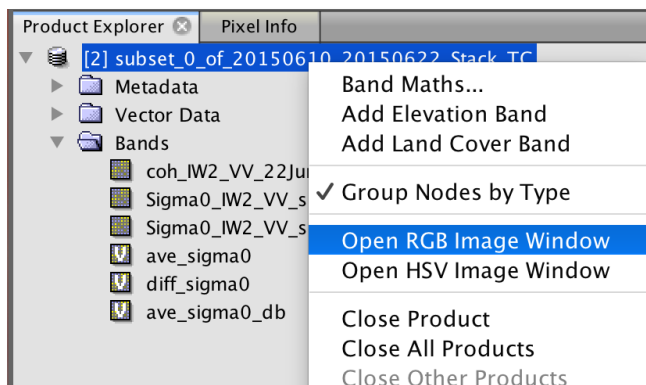 Product Explorer Pixel Info
[2] subset_0_of_20150610_20150622_Stack_TC
Metadata
Vector Data
Bands
coh_IW2_VV_22Ju
Sigma0_IW2_VV_s
Sigma0_IW2_VV_s
ave_sigma0
diff_sigma0
ave_sigma0_db
Band Maths...
Add Elevation Band
Add Land Cover Band
✓ Group Nodes by Type
Open RGB Image Window
Open HSV Image Window
Close Product
Close All Products
Close Other Products